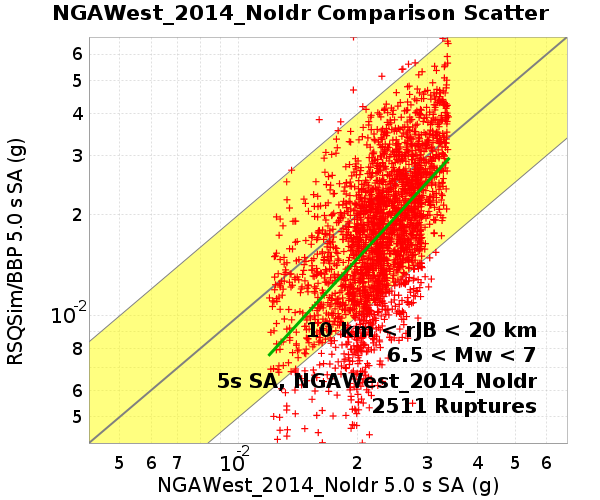 NGAWest_2014_NoIdr Comparison Scatter
RSQSim/BBP 5.0 s SA (g)
6
5
4
3
2
10-2
8
6
5
10 km < rJB < 20 km
6.5 < Mw < 7
5s SA, NGAWest_2014_NoIdr
2511 Ruptures
5 6 7 10-2 2 3 4 5 6
NGAWest_2014_NoIdr 5.0 s SA (g)